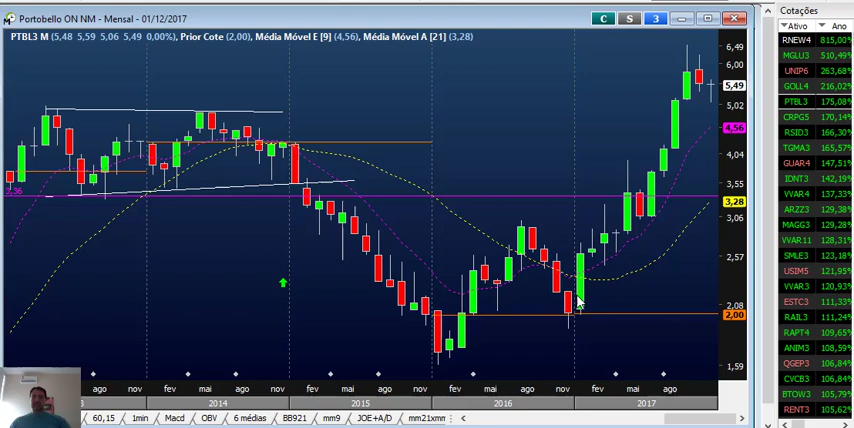 Portobello ON NM - Mensal - 01/12/2017
C S 3
PTBL3 M (5,48 5,59 5,06 5,49 0,00%), Prior Cote (2,00), Média Móvel E [9] (4,56), Média Móvel A [21] (3,28)
6,49
6,00
5,49
5,02
4,56
4,04
3,55
3,36
3,28
3,06
2,57
2,08
2,00
1,59
ago nov fev mai ago nov fev mai ago nov fev mai ago nov fev mai ago
3 2014 2015 2016 2017
60,15 1min Macd OBV 6 médias BB921 mm9 JOE+A/D mm21xmm
Cotações
Ativo Ano
RNEW4 815,00%
MGLU3 510,49%
UNIP6 263,68%
GOLL4 216,02%
PTBL3 175,08%
CRPG5 170,14%
RSID3 166,30%
TGMA3 165,57%
GUAR4 147,51%
IDNT3 142,19%
VVAR4 137,33%
ARZZ3 129,38%
MAGG3 129,28%
VVAR11 128,31%
SMLE3 123,18%
USIM5 121,95%
VVAR3 120,93%
ESTC3 111,33%
RAIL3 111,24%
RAPT4 109,65%
ANIM3 108,59%
QGEP3 106,84%
CVCB3 106,84%
BTOW3 105,79%
RENT3 105,62%